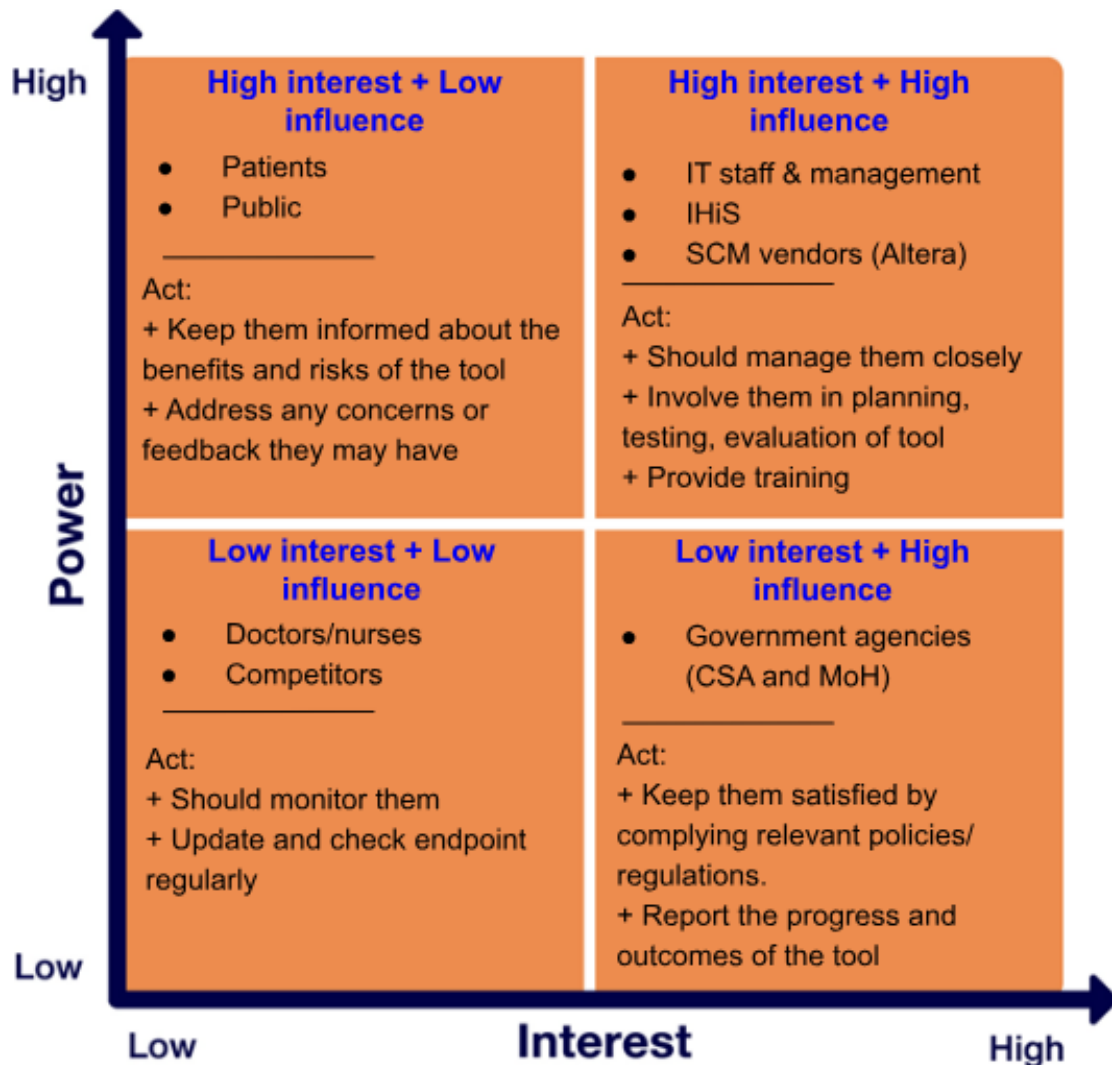 High
High interest + Low
influence
● Patients
● Public
Act:
+ Keep them informed about the
benefits and risks of the tool
+ Address any concerns or
feedback they may have
High interest + High
influence
● IT staff & management
● IHiS
● SCM vendors (Altera)
Act:
+ Should manage them closely
+ Involve them in planning,
testing, evaluation of tool
+ Provide training
Power
Low interest + Low
influence
● Doctors/nurses
● Competitors
Act:
+ Should monitor them
+ Update and check endpoint
regularly
Low interest + High
influence
● Government agencies
(CSA and MoH)
Act:
+ Keep them satisfied by
complying relevant policies/
regulations.
+ Report the progress and
outcomes of the tool
Low
Low
Interest
High